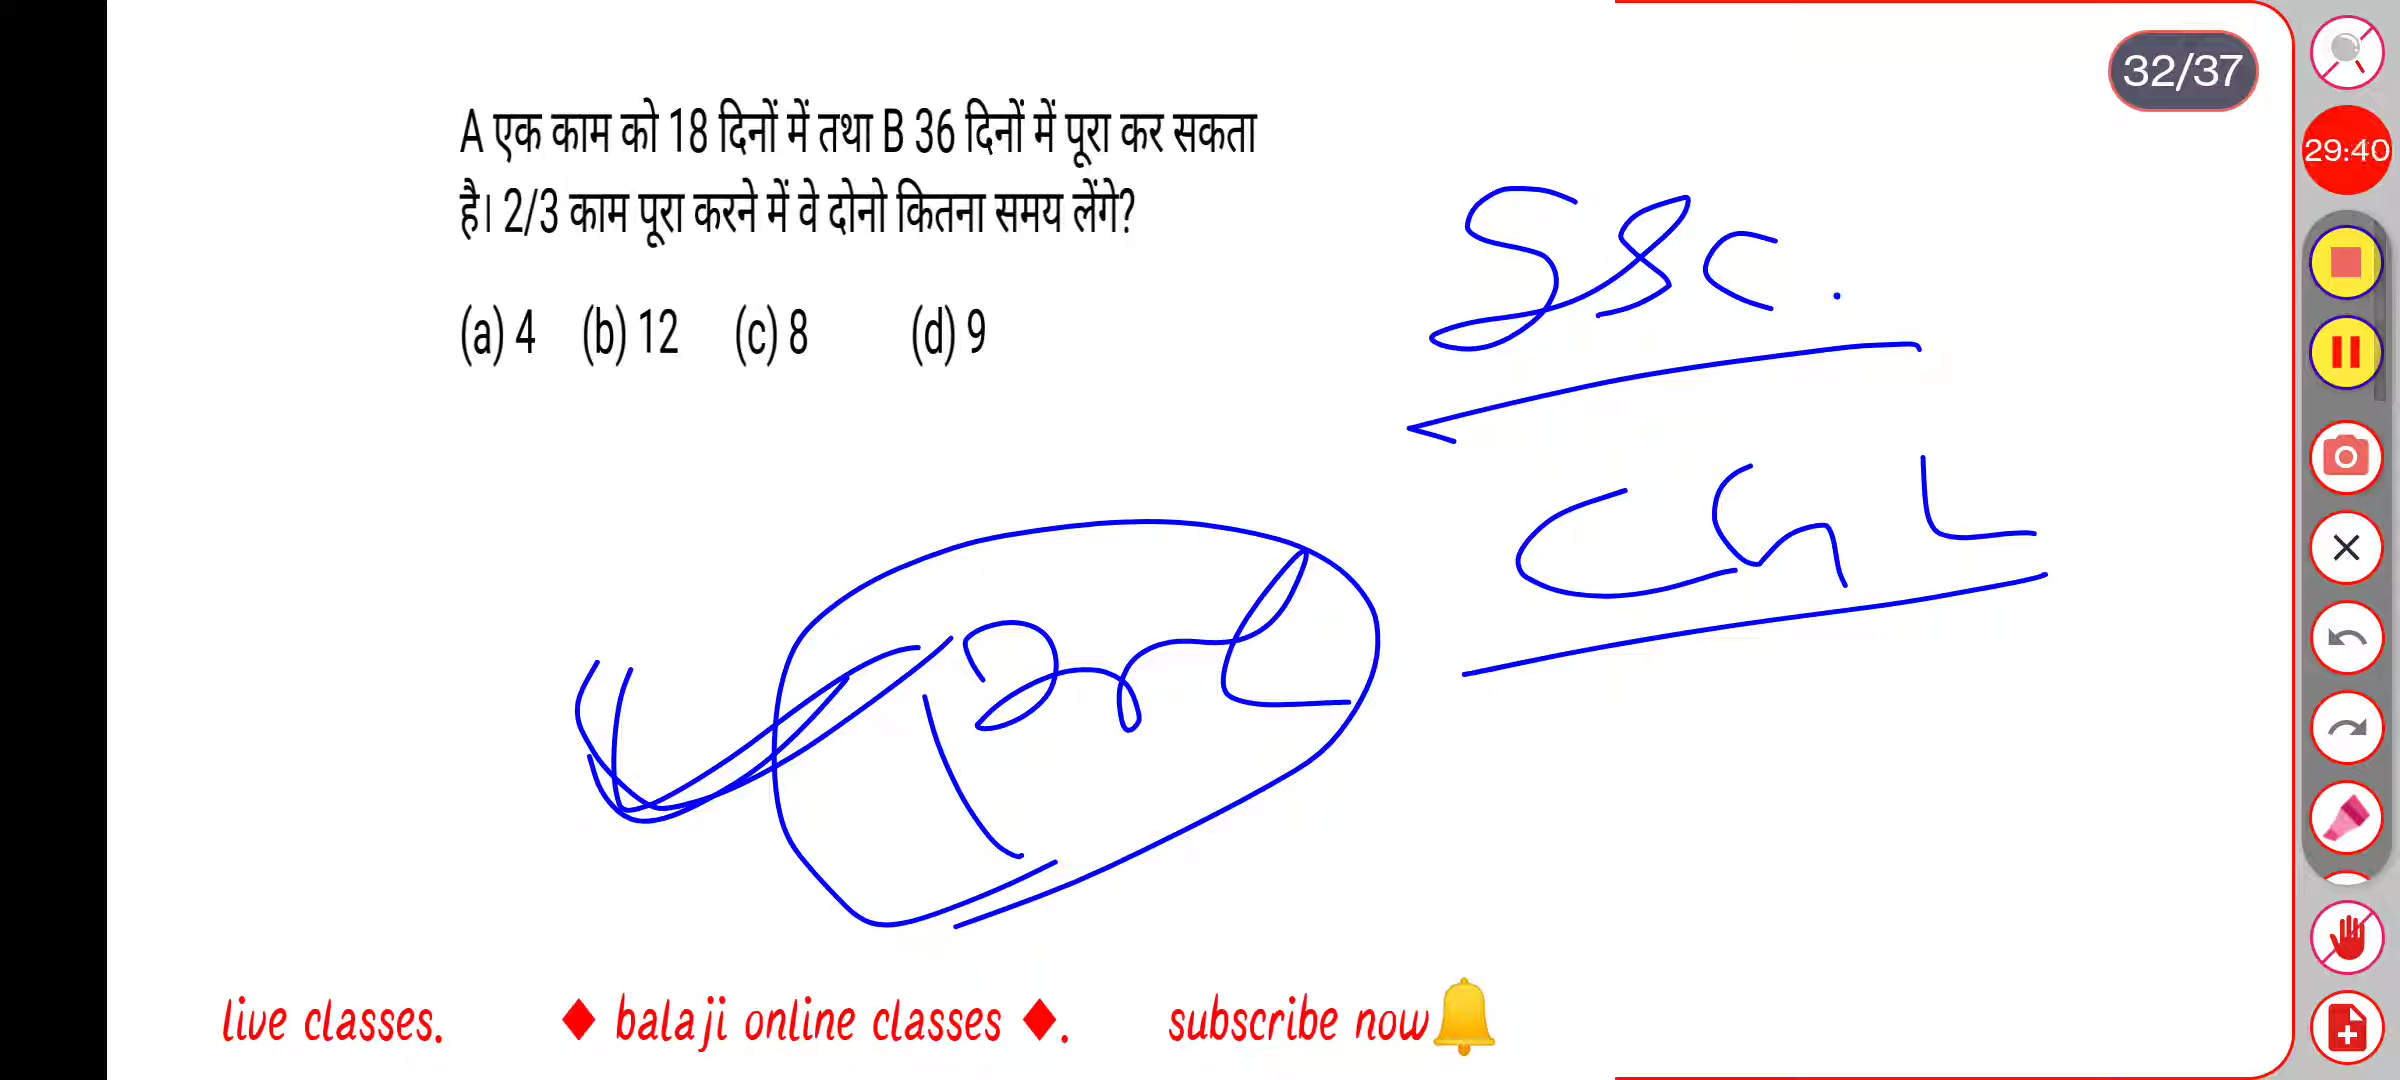 32/37
29:40
A एक काम को 18 दिनों में तथा B 36 दिनों में पूरा कर सकता
है। 2/3 काम पूरा करने में वे दोनो कितना समय लेंगे?
(a) 4 (b) 12 (c) 8 (d) 9
SSC.
CGL
live classes. ♦ balaji online classes ♦. subscribe now